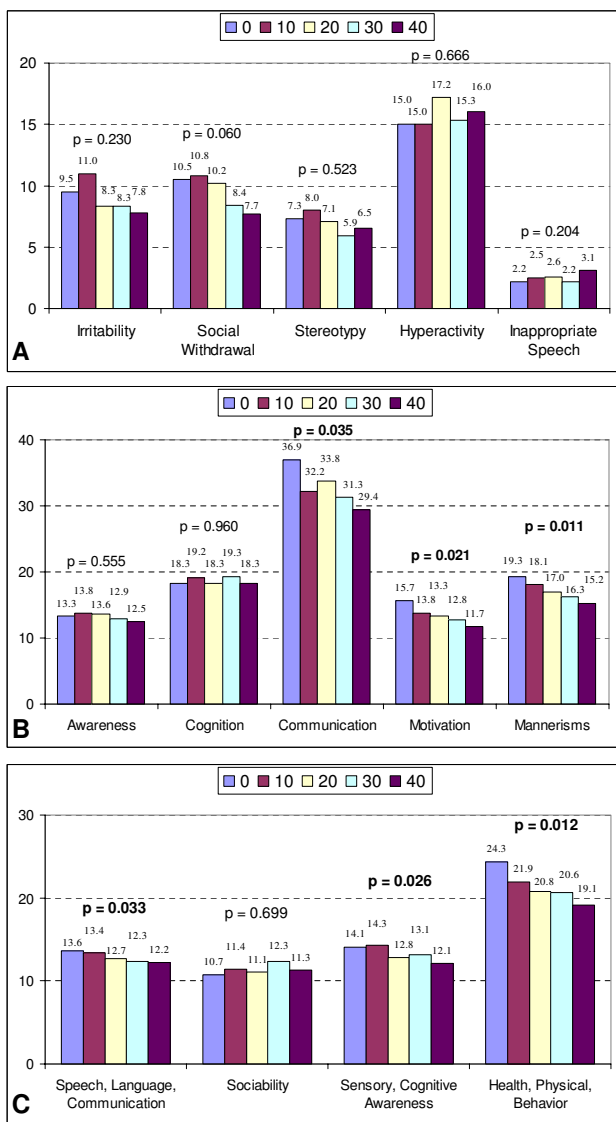 0 10 20 30 40
20
15
10
5
0
p = 0.230
p = 0.060
p = 0.523
p = 0.666
p = 0.204
9.5 11.0 8.3 8.3 7.8
10.5 10.8 10.2 8.4 7.7
7.3 8.0 7.1 5.9 6.5
15.0 15.0 17.2 15.3 16.0
2.2 2.5 2.6 2.2 3.1
Irritability
Social
Withdrawal
Stereotypy
Hyperactivity
Inappropriate
Speech
A
0 10 20 30 40
40
30
20
10
0
p = 0.555
p = 0.960
p = 0.035
p = 0.021
p = 0.011
13.3 13.8 13.6 12.9 12.5
18.3 19.2 18.3 19.3 18.3
36.9 32.2 33.8 31.3 29.4
15.7 13.8 13.3 12.8 11.7
19.3 18.1 17.0 16.3 15.2
Awareness
Cognition
Communication
Motivation
Mannerisms
B
0 10 20 30 40
30
20
10
0
p = 0.033
p = 0.699
p = 0.026
p = 0.012
13.6 13.4 12.7 12.3 12.2
10.7 11.4 11.1 12.3 11.3
14.1 14.3 12.8 13.1 12.1
24.3 21.9 20.8 20.6 19.1
Speech, Language,
Communication
Sociability
Sensory, Cognitive
Awareness
Health, Physical,
Behavior
C